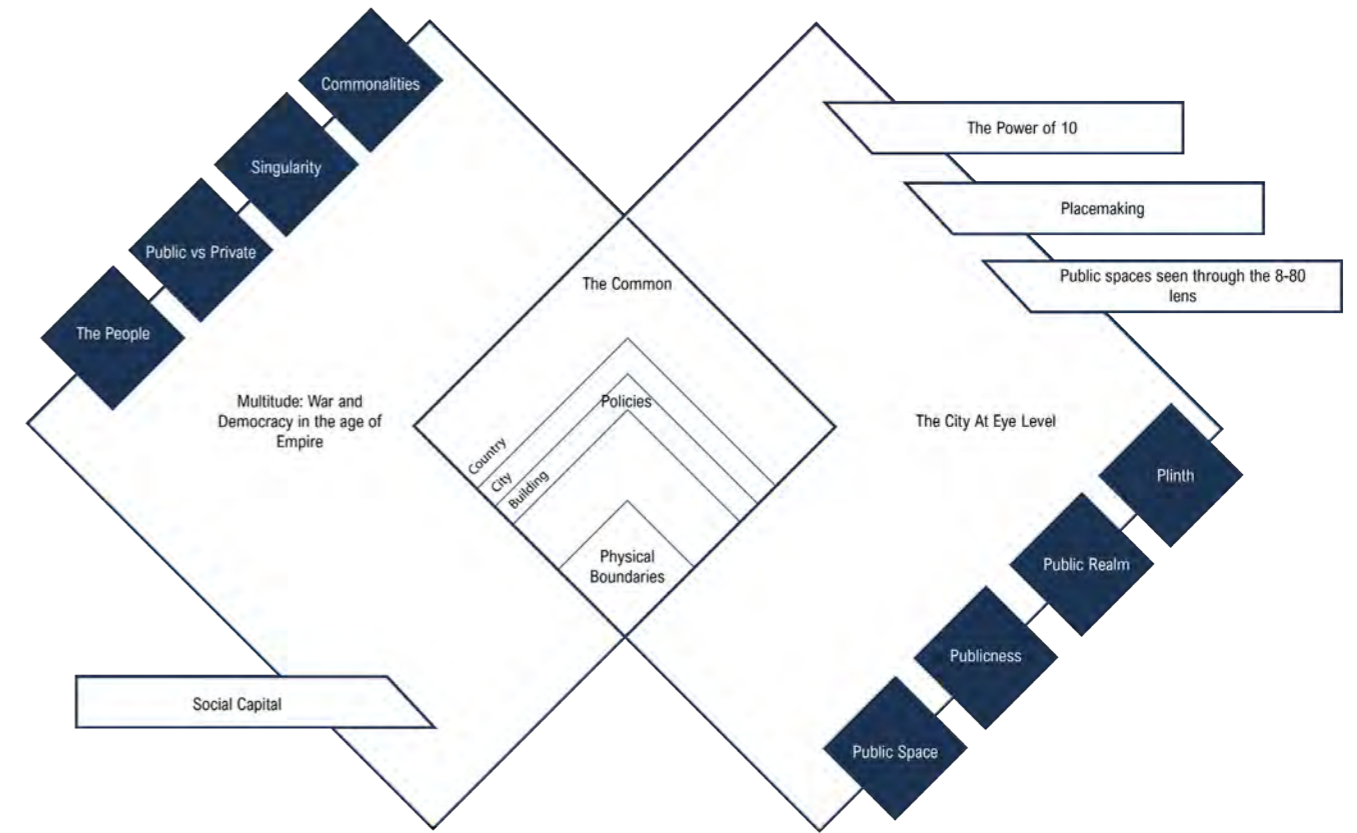 Commonalities
Singularity
Public vs Private
The People
Multitude: War and
Democracy in the age of
Empire
Social Capital
The Common
Policies
Country
City
Building
Physical
Boundaries
The Power of 10
Placemaking
Public spaces seen through the 8-80
lens
The City At Eye Level
Plinth
Public Realm
Publicness
Public Space